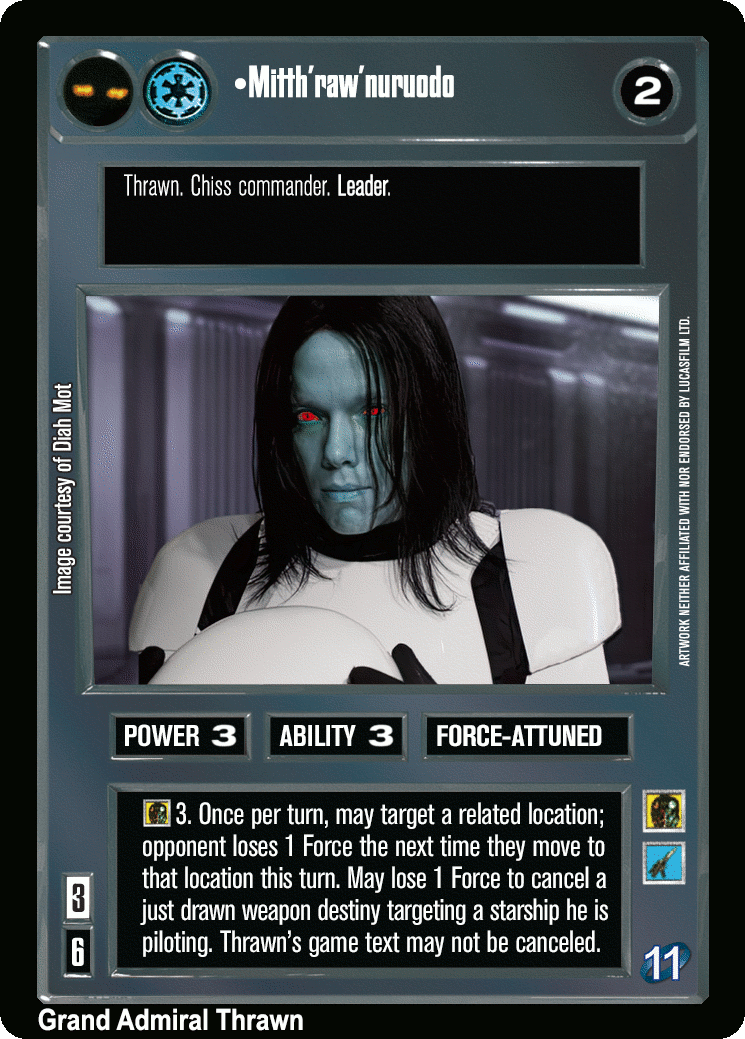 •Mitth'raw'nuruodo
2
Thrawn. Chiss commander. Leader.
Image courtesy of Diah Mot
ARTWORK NEITHER AFFILIATED WITH NOR ENDORSED BY LUCASFILM LTD.
POWER 3
ABILITY 3
FORCE-ATTUNED
3. Once per turn, may target a related location;
opponent loses 1 Force the next time they move to
that location this turn. May lose 1 Force to cancel a
just drawn weapon destiny targeting a starship he is
piloting. Thrawn's game text may not be canceled.
3
6
11
Grand Admiral Thrawn